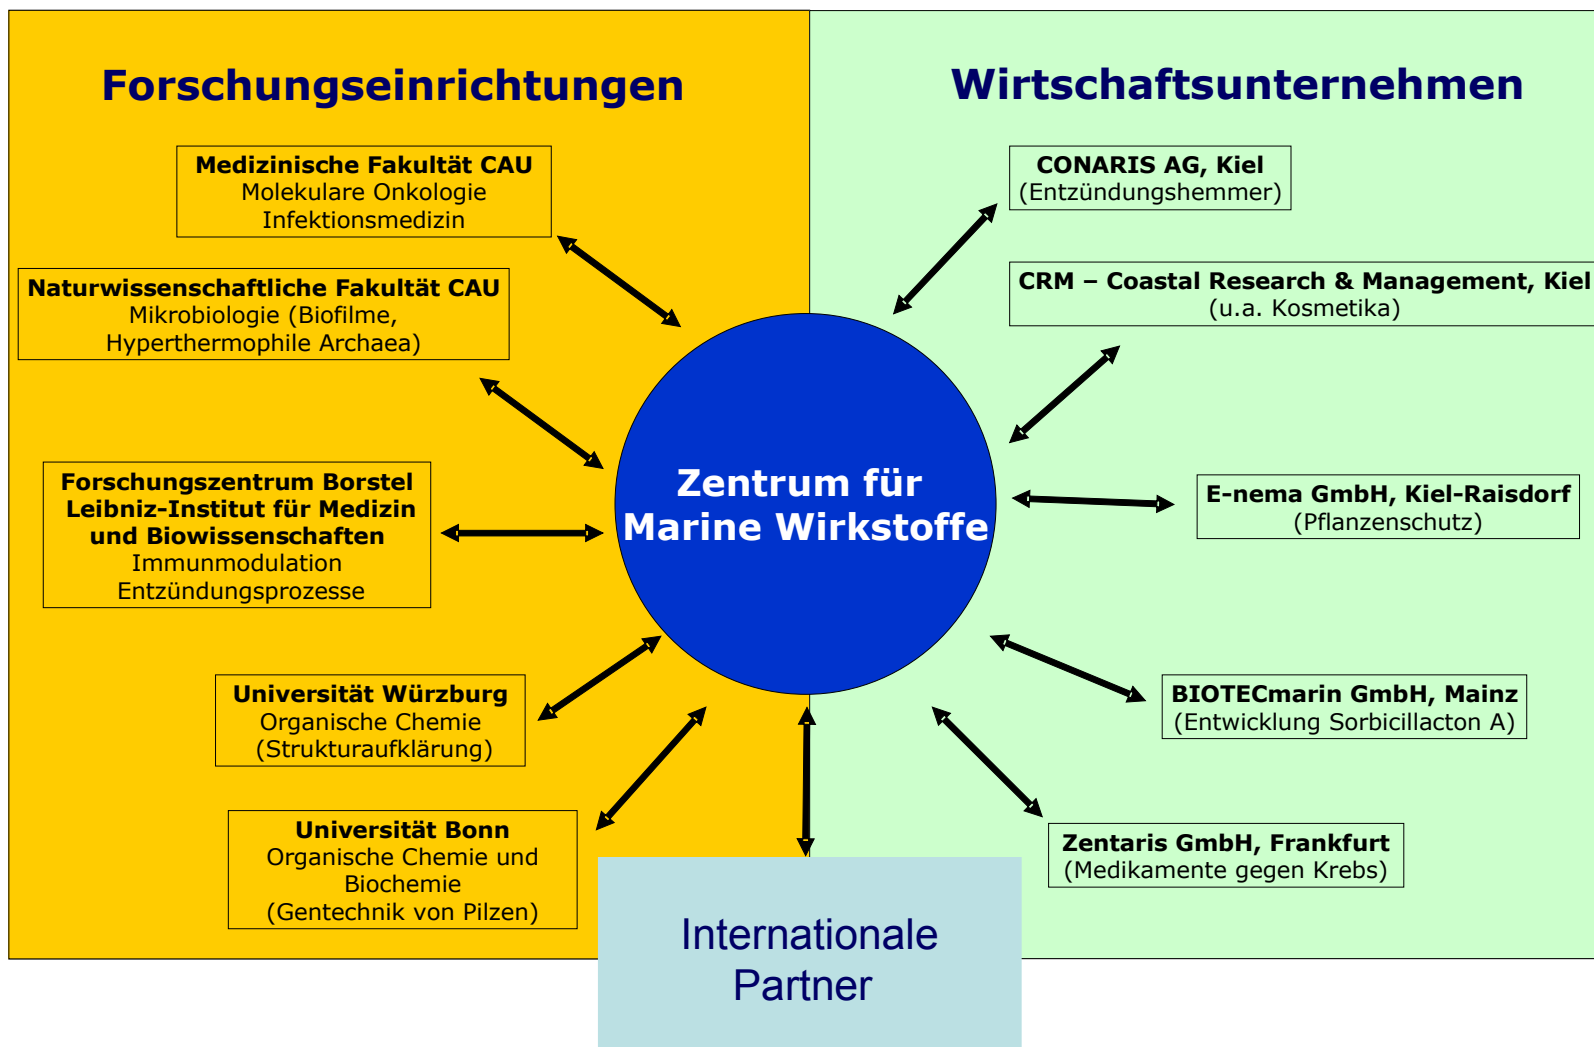 Forschungseinrichtungen
Medizinische Fakultät CAU
Molekulare Onkologie
Infektionsmedizin
Naturwissenschaftliche Fakultät CAU
Mikrobiologie (Biofilme,
Hyperthermophile Archaea)
Forschungszentrum Borstel
Leibniz-Institut für Medizin
und Biowissenschaften
Immunmodulation
Entzündungsprozesse
Universität Würzburg
Organische Chemie
(Strukturaufklärung)
Universität Bonn
Organische Chemie und
Biochemie
(Gentechnik von Pilzen)
Zentrum für
Marine Wirkstoffe
Wirtschaftsunternehmen
CONARIS AG, Kiel
(Entzündungshemmer)
CRM – Coastal Research & Management, Kiel
(u.a. Kosmetika)
E-nema GmbH, Kiel-Raisdorf
(Pflanzenschutz)
BIOTECmarin GmbH, Mainz
(Entwicklung Sorbicillacton A)
Zentaris GmbH, Frankfurt
(Medikamente gegen Krebs)
Internationale
Partner